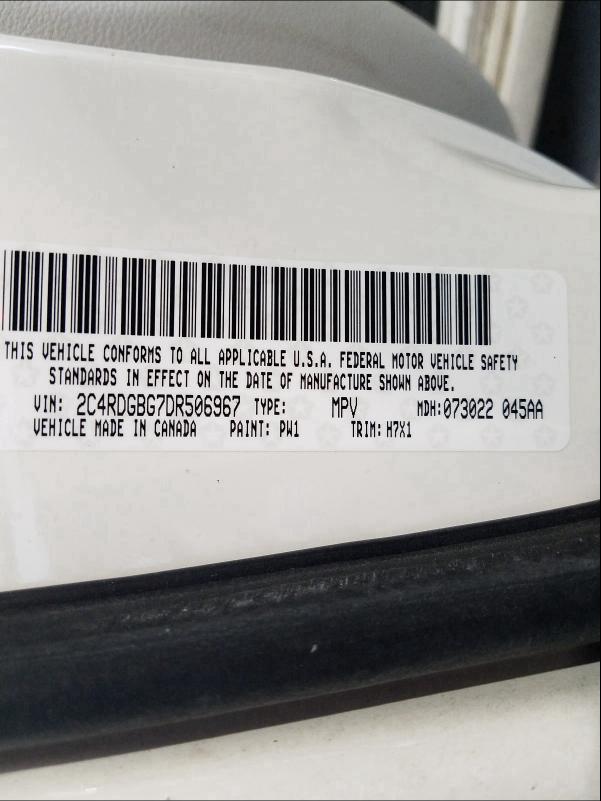 THIS VEHICLE CONFORMS TO ALL APPLICABLE U.S.A. FEDERAL MOTOR VEHICLE SAFETY
STANDARDS IN EFFECT ON THE DATE OF MANUFACTURE SHOWN ABOVE.
VIN: 2C4RDGBG7DR506967 TYPE: MPV MDH:073022 045AA
VEHICLE MADE IN CANADA PAINT: PW1 TRIM: H7X1